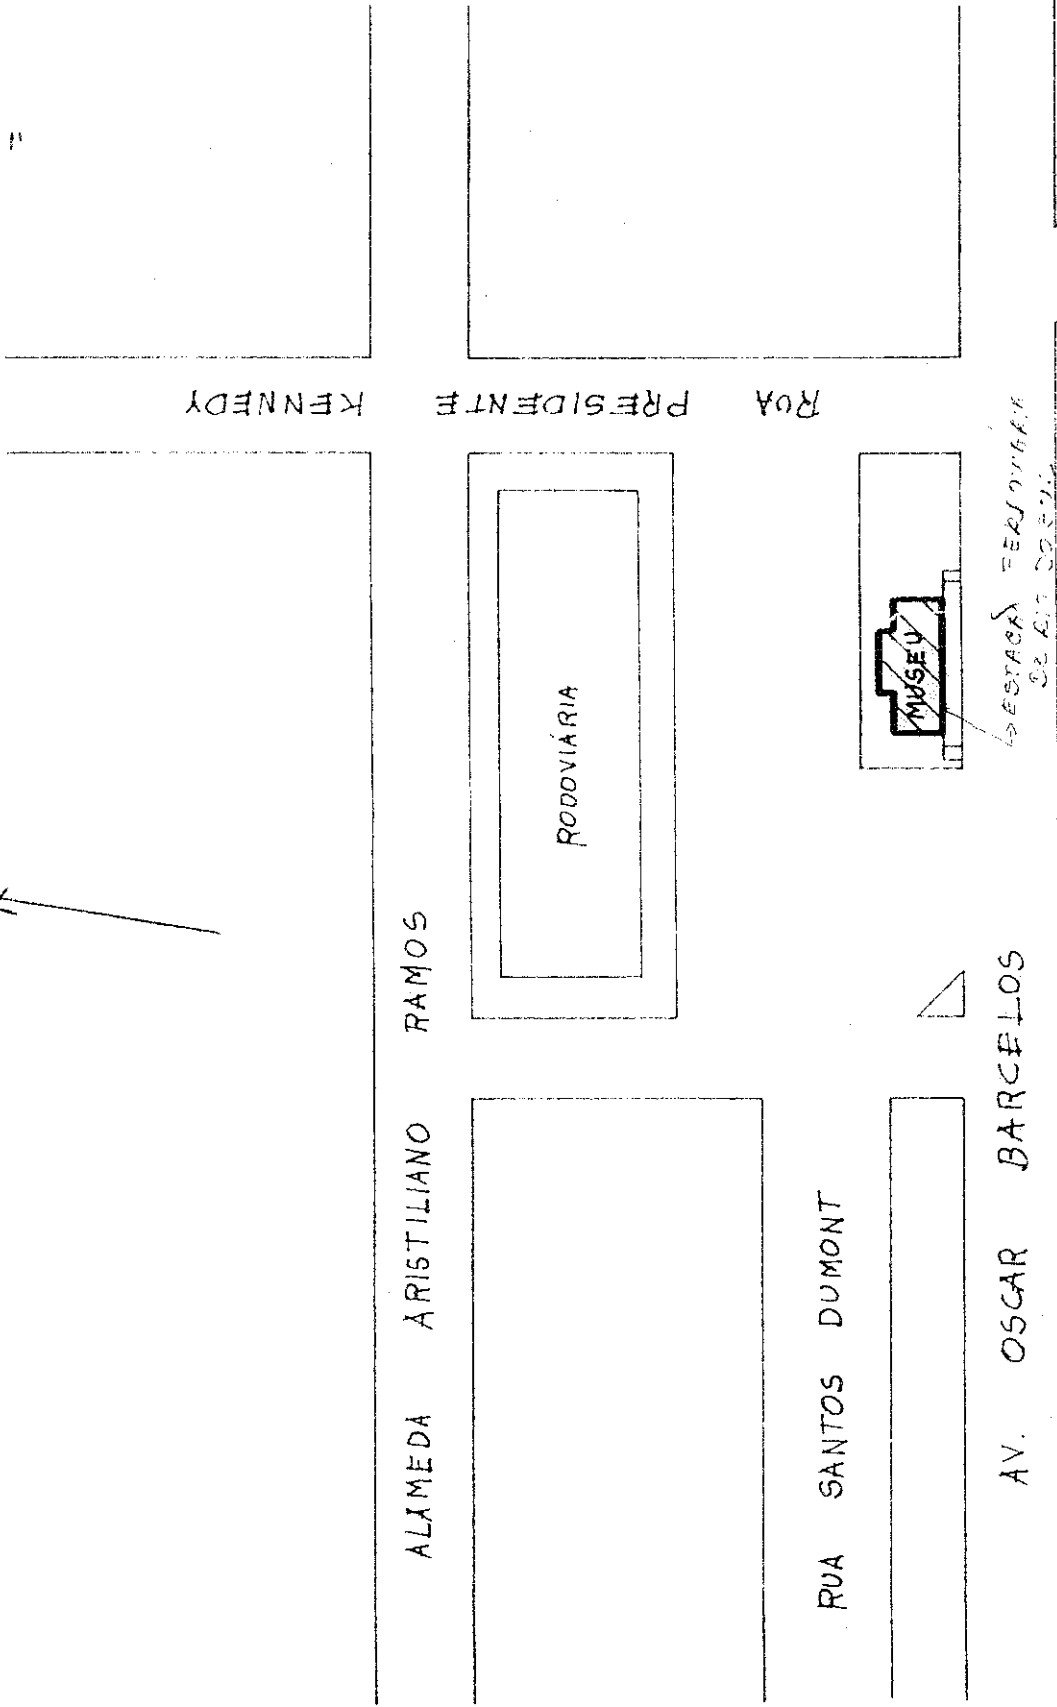 ALAMEDA ARISTILIANO RAMOS
RUA PRESIDENTE KENNEDY
RODOVIÁRIA
MUSEU
RUA SANTOS DUMONT
AV. OSCAR BARCELOS
ESTAÇÃO